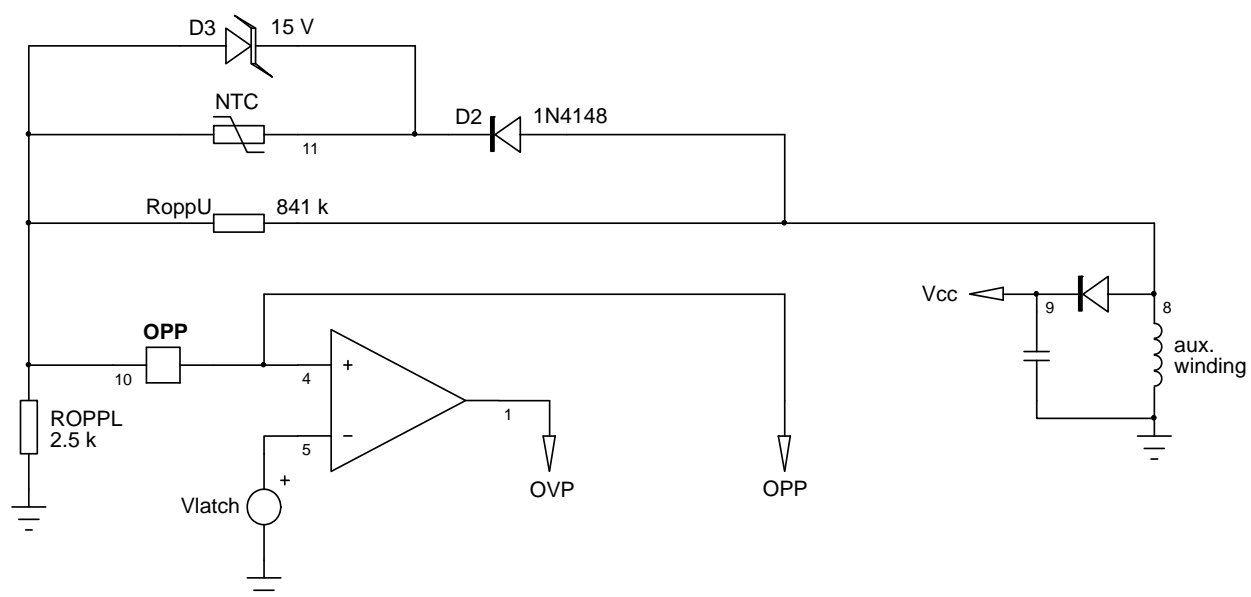 D3 15 V
NTC
11
D2 1N4148
RoppU 841 k
Vcc
9
8
aux.
winding
OPP
10
4
+
ROPPL
2.5 k
1
5
−
+
Vlatch
OVP
OPP